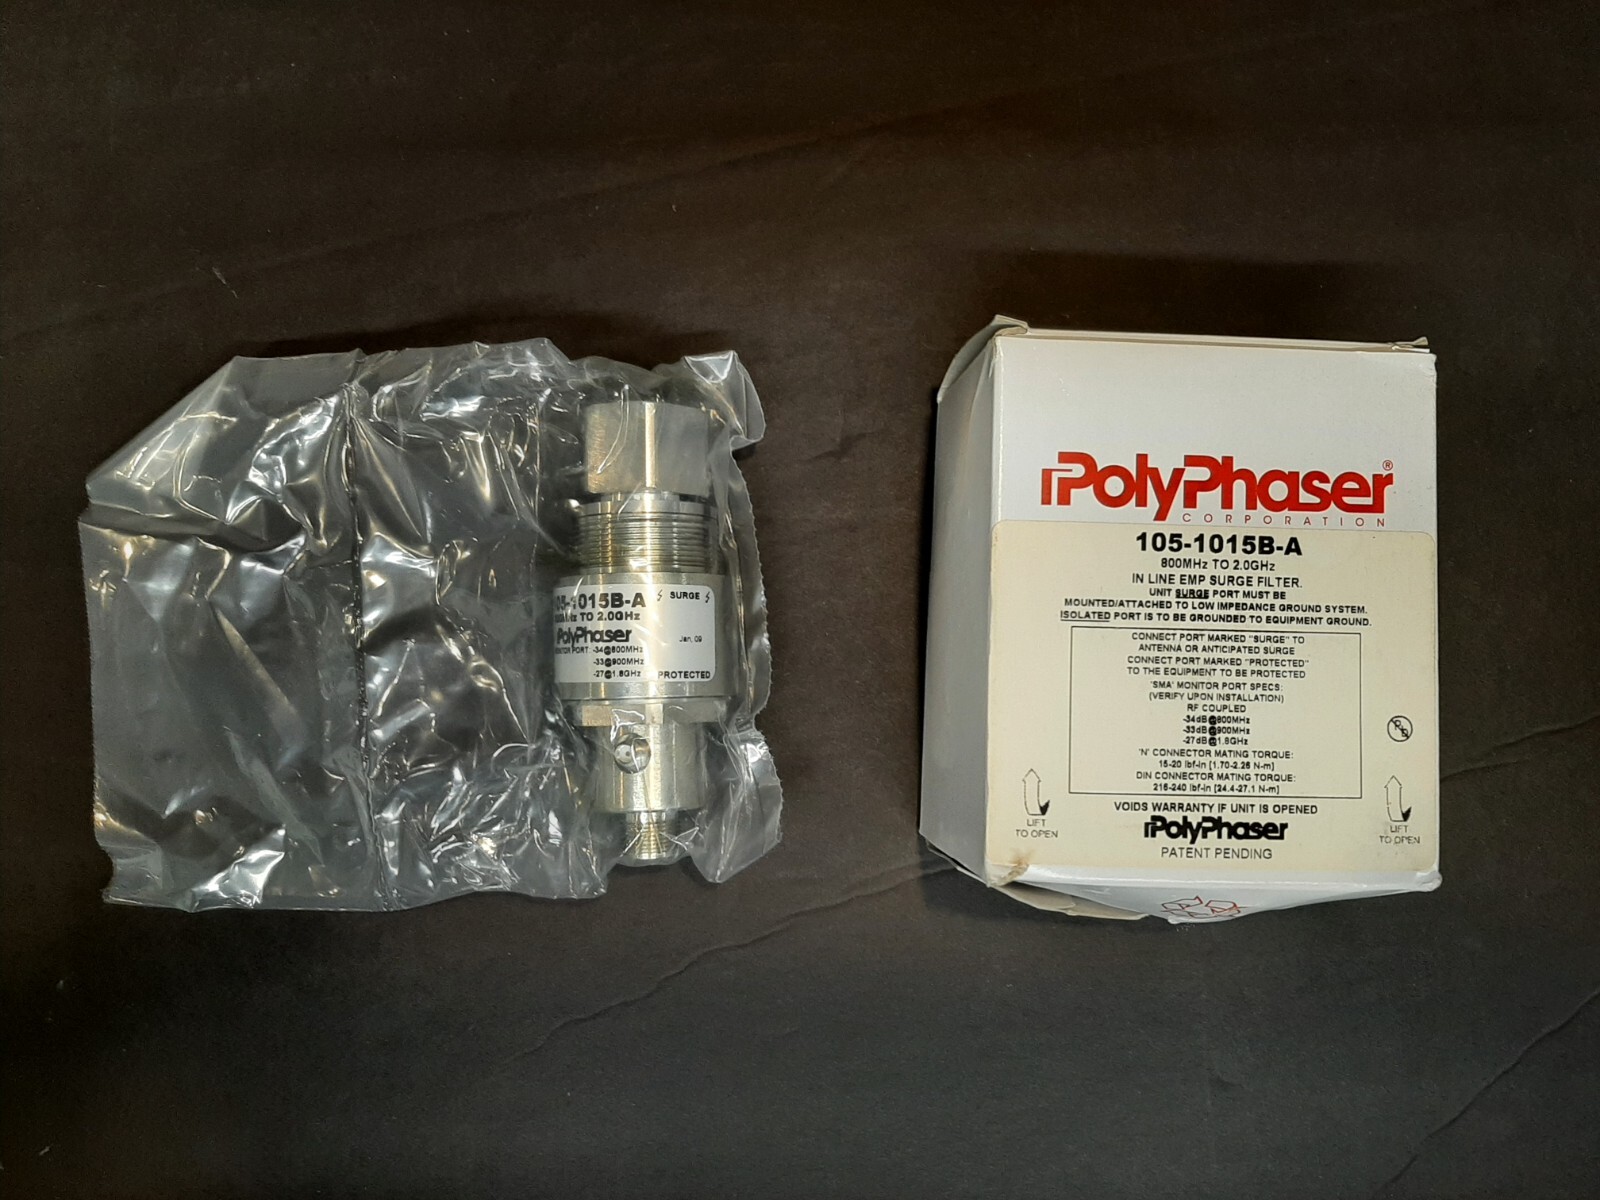 105-1015B-A
SURGE
TO 2.0GHz
PolyPhaser
Jan, 09
PORT: -34@800MHz
-33@900MHz
-27@1.8GHz
PROTECTED
PolyPhaser®
CORPORATION
105-1015B-A
800MHz TO 2.0GHz
IN LINE EMP SURGE FILTER.
UNIT SURGE PORT MUST BE
MOUNTED/ATTACHED TO LOW IMPEDANCE GROUND SYSTEM.
ISOLATED PORT IS TO BE GROUNDED TO EQUIPMENT GROUND.
CONNECT PORT MARKED "SURGE" TO
ANTENNA OR ANTICIPATED SURGE
CONNECT PORT MARKED "PROTECTED"
TO THE EQUIPMENT TO BE PROTECTED
'SMA' MONITOR PORT SPECS:
(VERIFY UPON INSTALLATION)
RF COUPLED
-34dB@800MHz
-33dB@900MHz
-27dB@1.8GHz
'N' CONNECTOR MATING TORQUE:
15-20 lbf-in [1.70-2.26 N-m]
DIN CONNECTOR MATING TORQUE:
216-240 lbf-in [24.4-27.1 N-m]
LIFT
TO OPEN
LIFT
TO OPEN
VOIDS WARRANTY IF UNIT IS OPENED
PolyPhaser
PATENT PENDING